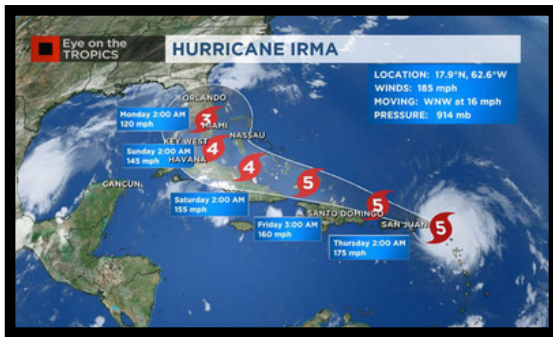 Eye on the
TROPICS
HURRICANE IRMA
LOCATION: 17.9°N, 62.6°W
WINDS: 185 mph
MOVING: WNW at 16 mph
PRESSURE: 914 mb
ORLANDO
Monday 2:00 AM
120 mph
3
MIAMI
NASSAU
KEY WEST
Sunday 2:00 AM
145 mph
4
HAVANA
CANCUN
4
Saturday 2:00 AM
155 mph
5
Friday 3:00 AM
160 mph
5
SANTO DOMINGO
SAN JUAN
5
Thursday 2:00 AM
175 mph